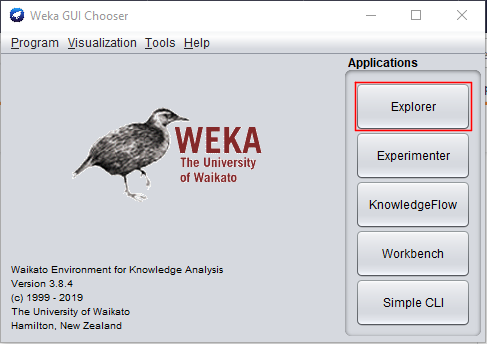 Weka GUI Chooser
Program Visualization Tools Help
Applications
Explorer
Experimenter
KnowledgeFlow
Workbench
Simple CLI
WEKA
The University
of Waikato
Waikato Environment for Knowledge Analysis
Version 3.8.4
(c) 1999 - 2019
The University of Waikato
Hamilton, New Zealand